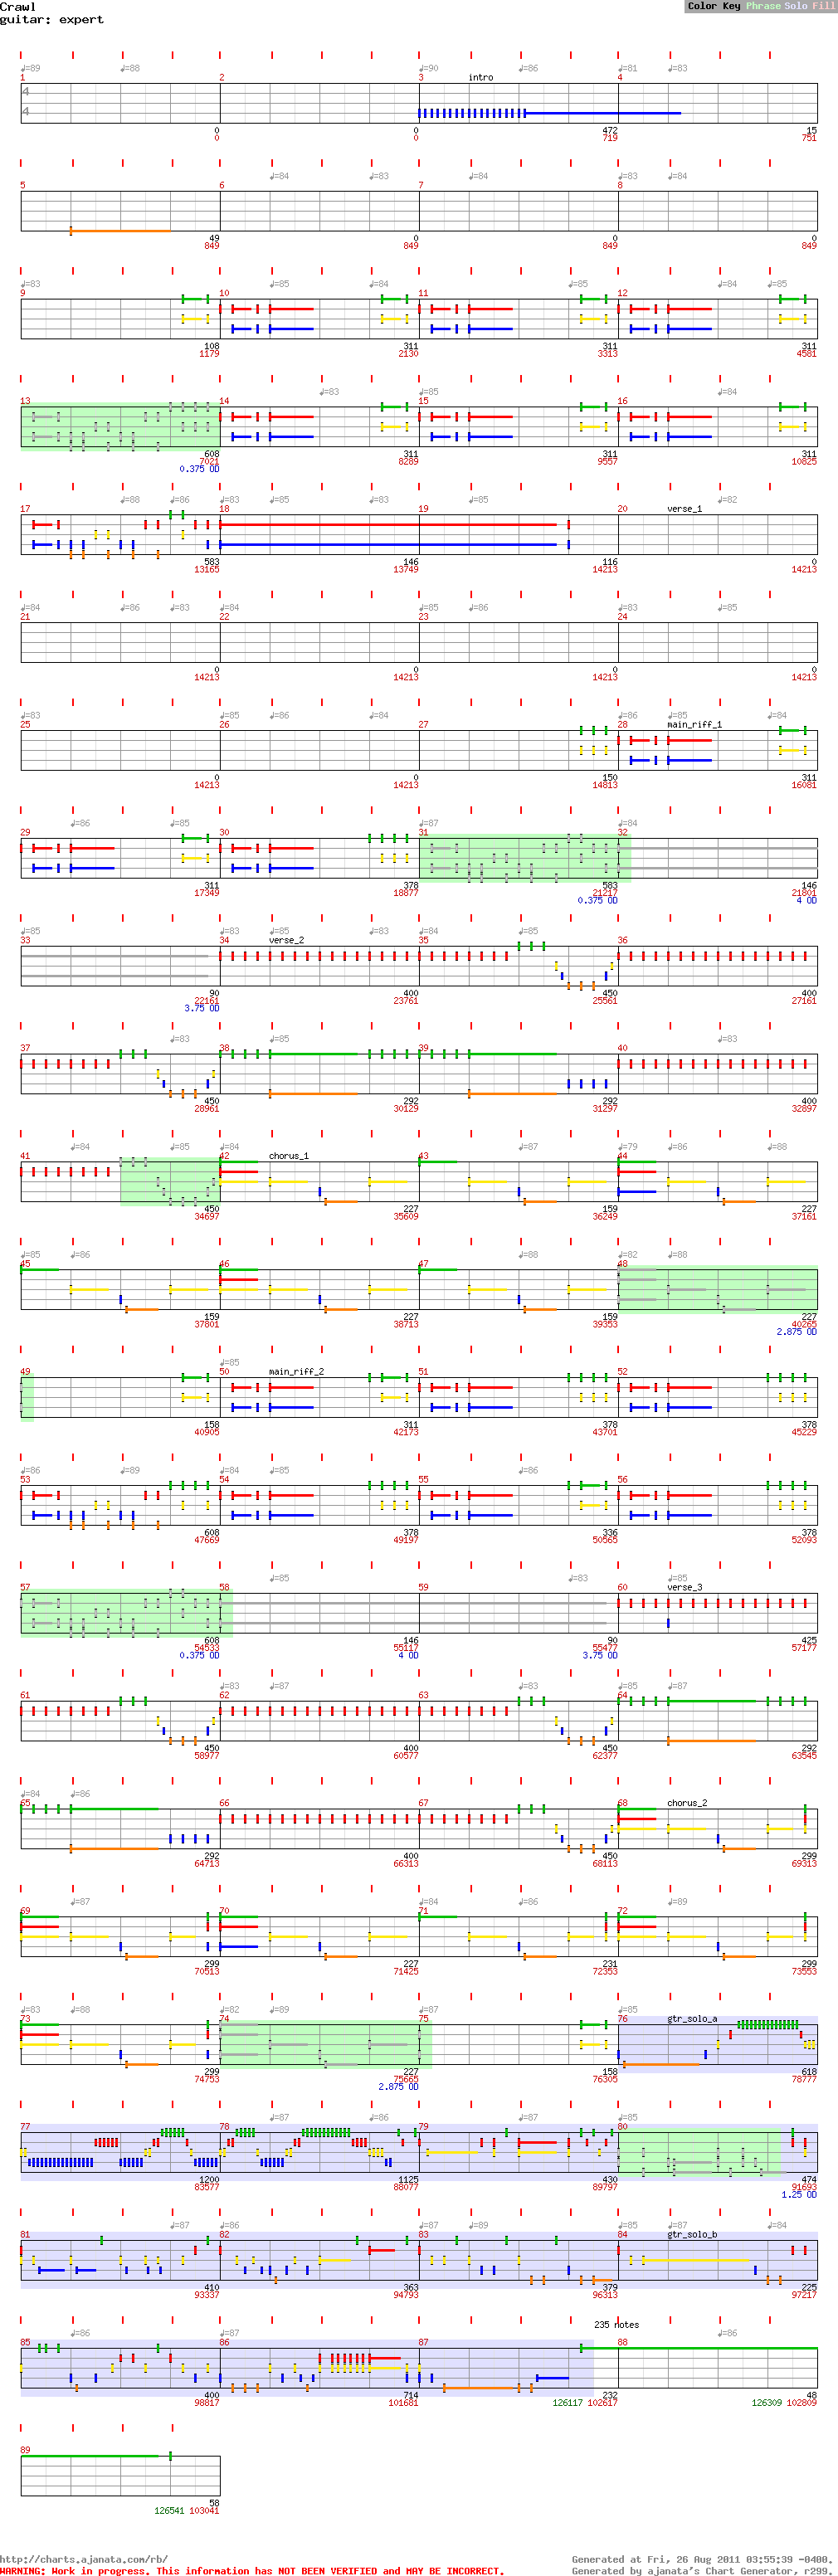 Crawl
Color Key Phrase Solo Fill
guitar: expert
♩=89 ♩=88 ♩=90 ♩=86 ♩=81 ♩=83
1 2 3 intro 4
4
4
0 0 472 15
0 0 719 751
♩=84 ♩=83 ♩=84 ♩=83 ♩=84
5 6 7 8
49 0 0 0
849 849 849 849
♩=83 ♩=85 ♩=84 ♩=85 ♩=84 ♩=85
9 10 11 12
108 311 311 311
1179 2130 3313 4581
♩=83 ♩=85 ♩=84
13 14 15 16
608 311 311 311
7021 8289 9557 10825
0.375 OD
♩=88 ♩=86 ♩=83 ♩=85 ♩=83 ♩=85 ♩=82
17 18 19 20 verse_1
583 146 116 0
13165 13749 14213 14213
♩=84 ♩=86 ♩=83 ♩=84 ♩=85 ♩=86 ♩=83 ♩=85
21 22 23 24
0 0 0
14213 14213 14213 14213
♩=83 ♩=85 ♩=86 ♩=84 ♩=86 ♩=85 ♩=84
25 26 27 28 main_riff_1
0 0 150 311
14213 14213 14813 16081
♩=86 ♩=85 ♩=87 ♩=84
29 30 31 32
311 378 583 146
17349 18877 21217 21801
0.375 OD 4 OD
♩=85 ♩=83 ♩=85 ♩=83 ♩=84 ♩=85
33 34 verse_2 35 36
90 400 450 400
22161 23761 25561 27161
3.75 OD
♩=83 ♩=84 ♩=85 ♩=83
37 38 39 40
450 292 292 400
28961 30129 31297 32897
♩=84 ♩=85 ♩=84 ♩=87 ♩=79 ♩=86 ♩=88
41 42 chorus_1 43 44
450 227 159 227
34697 35609 36249 37161
♩=85 ♩=86 ♩=88 ♩=82 ♩=88
45 46 47 48
159 227 159 227
37801 38713 39353 40265
2.875 OD
♩=85
49 50 main_riff_2 51 52
158 311 378 378
40905 42173 43701 45229
♩=86 ♩=89 ♩=84 ♩=85 ♩=86
53 54 55 56
608 378 336 378
47669 49197 50565 52093
♩=85 ♩=83 ♩=85
57 58 59 60 verse_3
608 146 90 425
54533 55117 55477 57177
0.375 OD 4 OD 3.75 OD
♩=83 ♩=87 ♩=83 ♩=85 ♩=87
61 62 63 64
450 400 450 292
58977 60577 62377 63545
♩=84 ♩=86
65 66 67 68 chorus_2
292 400 450 299
64713 66313 68113 69313
♩=87 ♩=84 ♩=86 ♩=89
69 70 71 72
299 227 231 299
70513 71425 72353 73553
♩=83 ♩=88 ♩=82 ♩=89 ♩=87 ♩=85
73 74 75 76 gtr_solo_a
299 227 158 618
74753 75665 76305 78777
2.875 OD
♩=87 ♩=86 ♩=87 ♩=85
77 78 79 80
1200 1125 430 474
83577 88077 89797 91693
1.25 OD
♩=87 ♩=86 ♩=87 ♩=89 ♩=87 ♩=84
81 82 83 84 gtr_solo_b
410 363 379 225
93337 94793 96313 97217
235 notes
♩=86 ♩=87 ♩=86
85 86 87 88
400 714 232 48
98817 101681 126117 102617 126309 102809
89
58
126541 103041
http://charts.ajanata.com/rb/
Generated at Fri, 26 Aug 2011 03:55:39 -0400.
WARNING: Work in progress. This information has NOT BEEN VERIFIED and MAY BE INCORRECT.
Generated by ajanata's Chart Generator, r299.